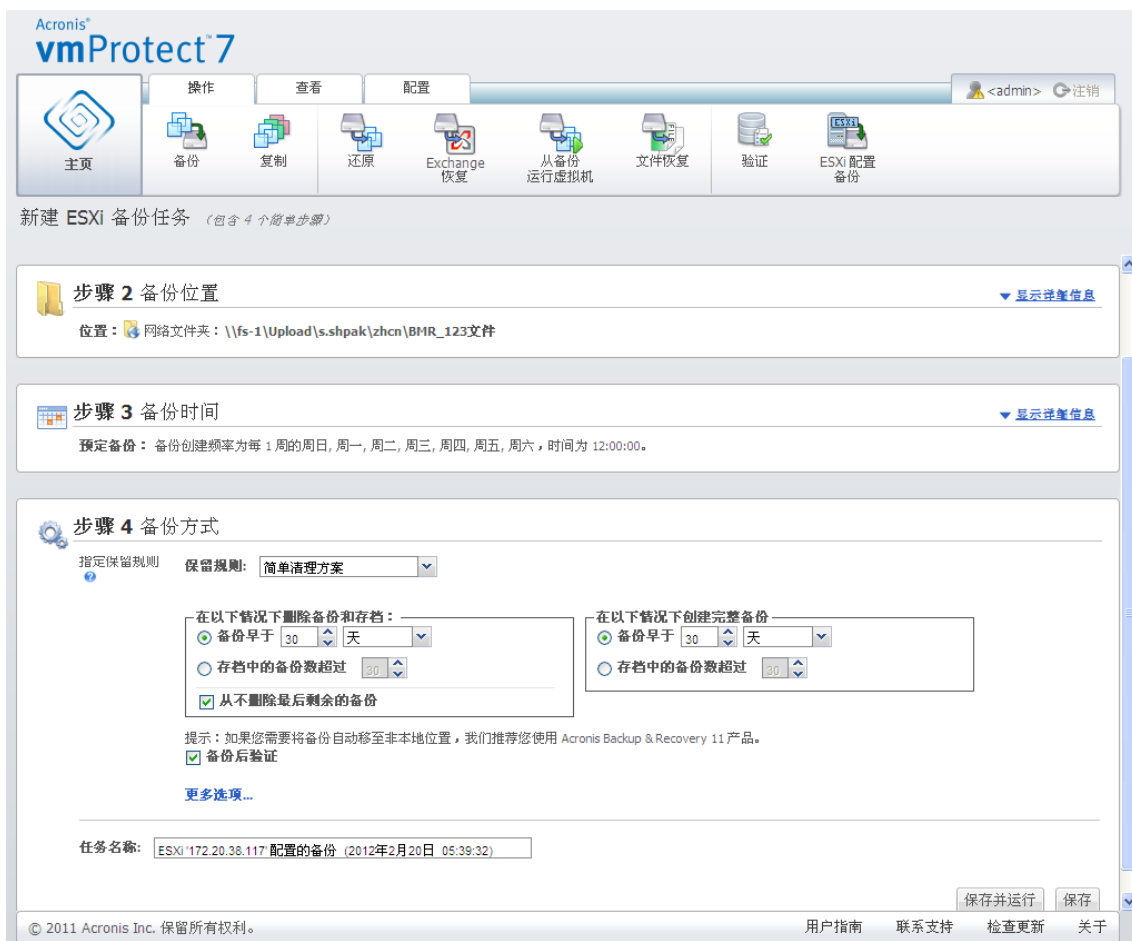 Acronis®
vmProtect™7
操作 查看 配置
<admin> 注销
主页
备份
复制
还原
Exchange
恢复
从备份
运行虚拟机
文件恢复
验证
ESXi 配置
备份
新建 ESXi 备份任务 (包含 4 个简单步骤)
步骤 2 备份位置
显示详细信息
位置：网络文件夹：\\fs-1\Upload\s.shpak\zhcn\BMR_123文件
步骤 3 备份时间
显示详细信息
预定备份： 备份创建频率为每 1 周的周日, 周一, 周二, 周三, 周四, 周五, 周六，时间为 12:00:00。
步骤 4 备份方式
指定保留规则
保留规则: 简单清理方案
在以下情况下删除备份和存档：
备份早于 30 天
存档中的备份数超过 30
从不删除最后剩余的备份
在以下情况下创建完整备份
备份早于 30 天
存档中的备份数超过 30
提示：如果您需要将备份自动移至非本地位置，我们推荐您使用 Acronis Backup & Recovery 11 产品。
备份后验证
更多选项...
任务名称: ESXi '172.20.38.117' 配置的备份 (2012年2月20日 05:39:32)
保存并运行 保存
© 2011 Acronis Inc. 保留所有权利。
用户指南 联系支持 检查更新 关于